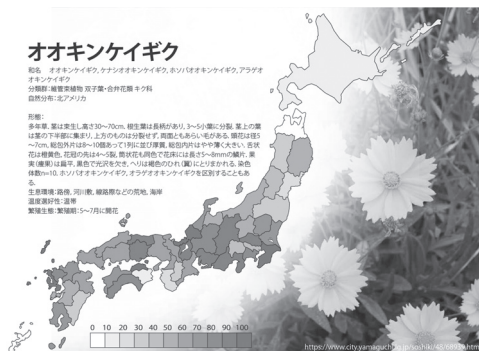 オオキンケイギク
和名　オオキンケイギク、ケナシオオキンケイギク、ホソバオオキンケイギク、アラゲオ
オキンケイギク
分類群：維管束植物 双子葉・合弁花類 キク科
自然分布：北アメリカ
形態：
多年草。茎は束生し高さ30〜70cm。根生葉は長柄があり、3〜5小葉に分裂。茎上の葉
は茎の下半部に集まり、上方のものは分裂せず、両面ともあらい毛がある。頭花は径5
〜7cm、総包外片は8〜10個あって1列に並び厚質、総包内片はやや薄く大きい。舌状
花は橙黄色、花冠の先は4〜5裂。筒状花も同色で花床には長さ5〜8mmの鱗片。果
実（痩果）は扁平、黒色で光沢を欠き、へりは褐色のひれ（翼）にとりまかれる。染色
体数n=10。ホソバオオキンケイギク、オラゲオオキンケイギクを区別することもあ
る。
生息環境：路傍、河川敷、線路際などの荒地、海岸
温度選好性：温帯
繁殖生態：繁殖期：5〜7月に開花
0 10 20 30 40 50 60 70 80 90 100